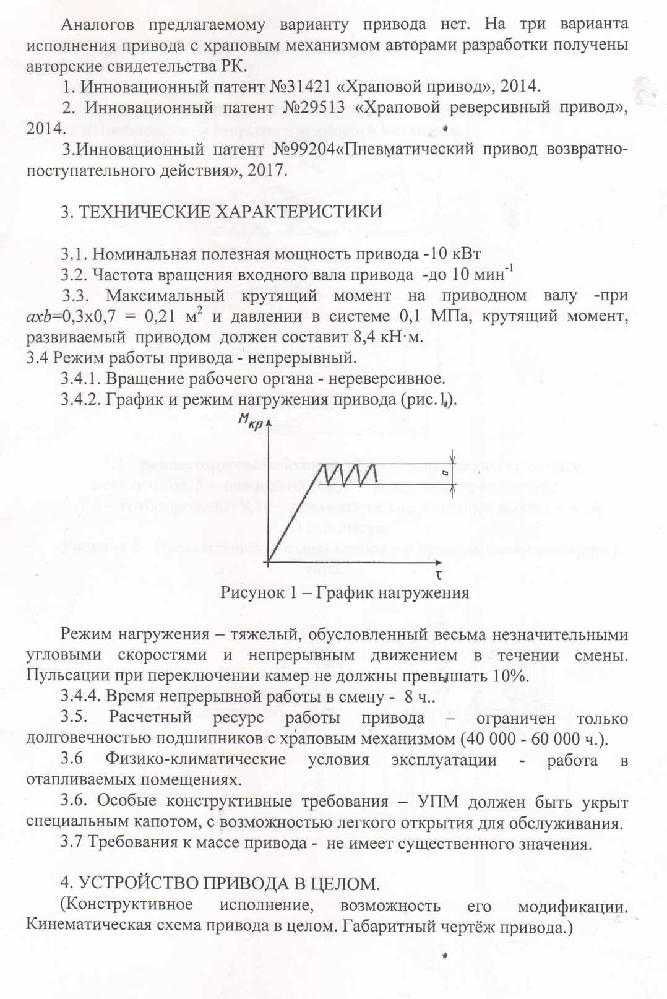 Аналогов предлагаемому варианту привода нет. На три варианта
исполнения привода с храповым механизмом авторами разработки получены
авторские свидетельства РК.
1. Инновационный патент №31421 «Храповой привод», 2014.
2. Инновационный патент №29513 «Храповой реверсивный привод»,
2014.
3.Инновационный патент №99204«Пневматический привод возвратно-
поступательного действия», 2017.
3. ТЕХНИЧЕСКИЕ ХАРАКТЕРИСТИКИ
3.1. Номинальная полезная мощность привода -10 кВт
3.2. Частота вращения входного вала привода -до 10 мин⁻¹
3.3. Максимальный крутящий момент на приводном валу -при
axb=0,3x0,7 = 0,21 м² и давлении в системе 0,1 МПа, крутящий момент,
развиваемый приводом должен составит 8,4 кН·м.
3.4 Режим работы привода - непрерывный.
3.4.1. Вращение рабочего органа - нереверсивное.
3.4.2. График и режим нагружения привода (рис.1.).
Мкр
а
τ
Рисунок 1 – График нагружения
Режим нагружения – тяжелый, обусловленный весьма незначительными
угловыми скоростями и непрерывным движением в течении смены.
Пульсации при переключении камер не должны превышать 10%.
3.4.4. Время непрерывной работы в смену - 8 ч..
3.5. Расчетный ресурс работы привода – ограничен только
долговечностью подшипников с храповым механизмом (40 000 - 60 000 ч.).
3.6 Физико-климатические условия эксплуатации - работа в
отапливаемых помещениях.
3.6. Особые конструктивные требования – УПМ должен быть укрыт
специальным капотом, с возможностью легкого открытия для обслуживания.
3.7 Требования к массе привода - не имеет существенного значения.
4. УСТРОЙСТВО ПРИВОДА В ЦЕЛОМ.
(Конструктивное исполнение, возможность его модификации.
Кинематическая схема привода в целом. Габаритный чертёж привода.)